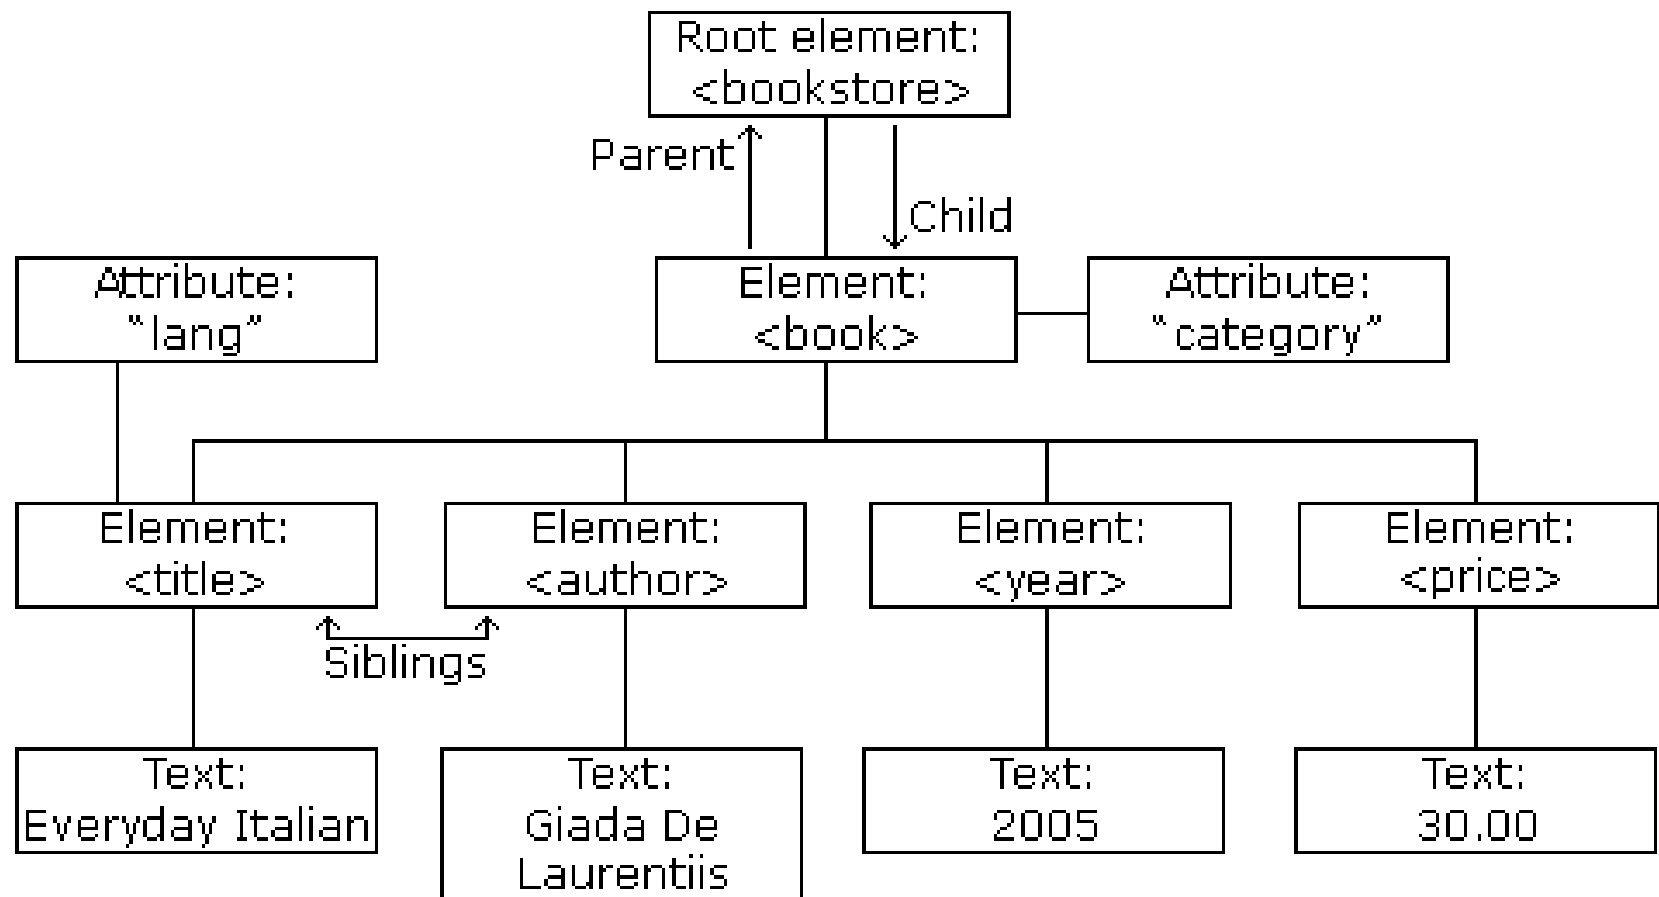 Root element:
<bookstore>
Parent
Child
Attribute:
"lang"
Element:
<book>
Attribute:
"category"
Element:
<title>
Element:
<author>
Element:
<year>
Element:
<price>
Siblings
Text:
Everyday Italian
Text:
Giada De
Laurentiis
Text:
2005
Text:
30.00